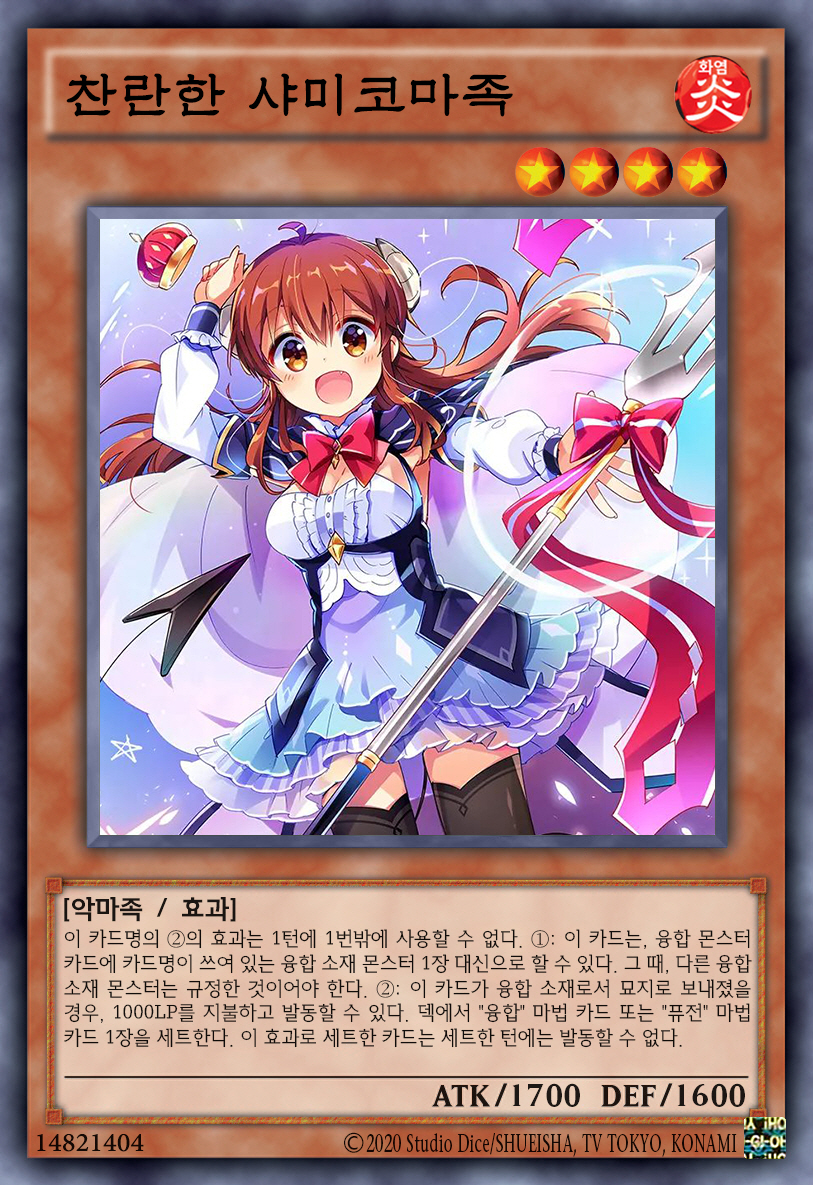 찬란한 샤미코마족
화염
炎
[악마족 / 효과]
이 카드명의 ②의 효과는 1턴에 1번밖에 사용할 수 없다. ①: 이 카드는, 융합 몬스터
카드에 카드명이 쓰여 있는 융합 소재 몬스터 1장 대신으로 할 수 있다. 그 때, 다른 융합
소재 몬스터는 규정한 것이어야 한다. ②: 이 카드가 융합 소재로서 묘지로 보내졌을
경우, 1000LP를 지불하고 발동할 수 있다. 덱에서 "융합" 마법 카드 또는 "퓨전" 마법
카드 1장을 세트한다. 이 효과로 세트한 카드는 세트한 턴에는 발동할 수 없다.
ATK/1700 DEF/1600
14821404 ©2020 Studio Dice/SHUEISHA, TV TOKYO, KONAMI